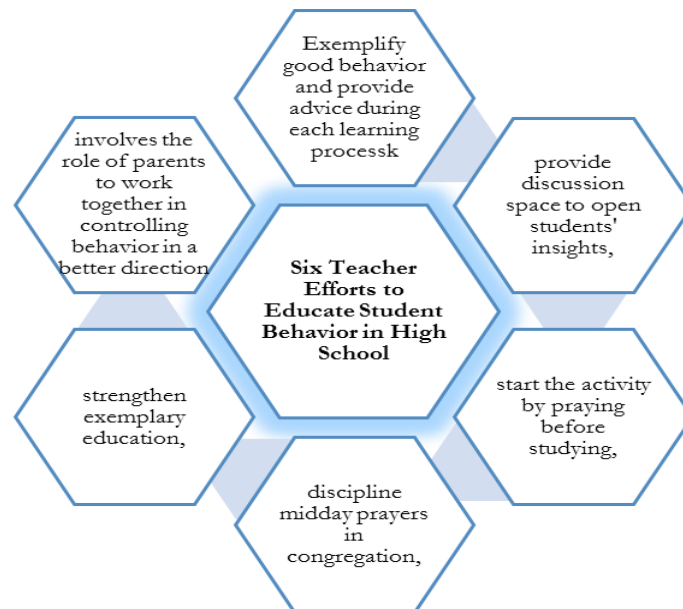 Exemplify
good behavior
and provide
advice during
each learning
processk
provide
discussion
space to open
students'
insights,
start the activity
by praying
before
studying,
discipline
midday prayers
in
congregation,
strengthen
exemplary
education,
involves the
role of parents
to work
together in
controlling
behavior in a
better direction
Six Teacher
Efforts to
Educate Student
Behavior in High
School